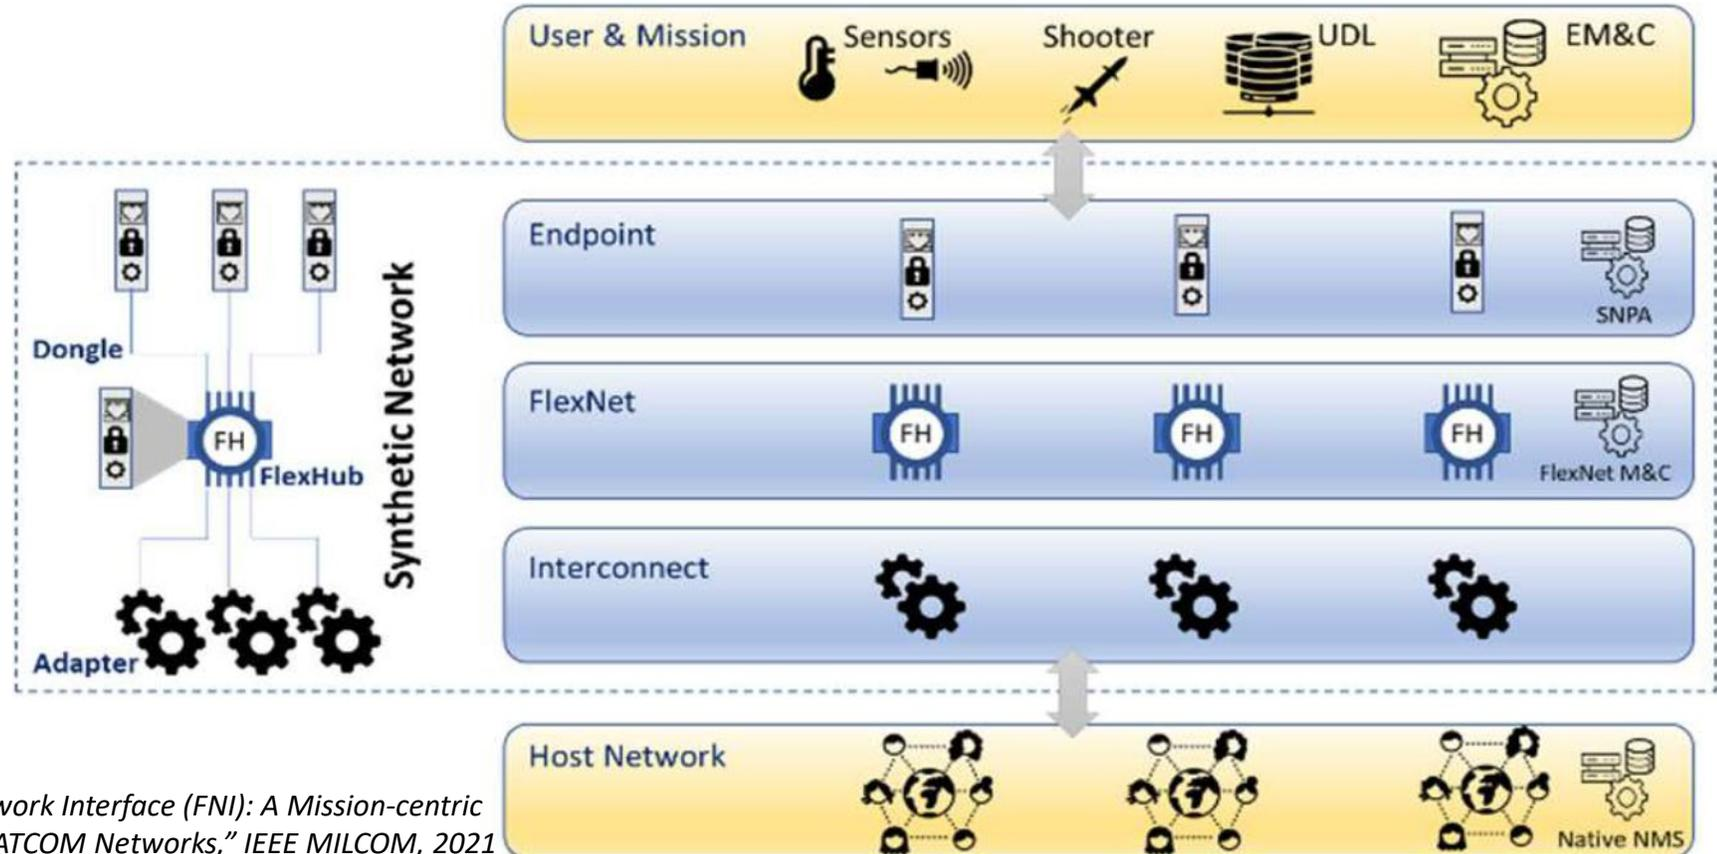 User & Mission
Sensors
Shooter
UDL
EM&C
Endpoint
SNPA
Dongle
Synthetic Network
FlexNet
FH
FH
FH
FH
FlexHub
FlexNet M&C
Interconnect
Adapter
Host Network
Native NMS
work Interface (FNI): A Mission-centric
ATCOM Networks,” IEEE MILCOM, 2021